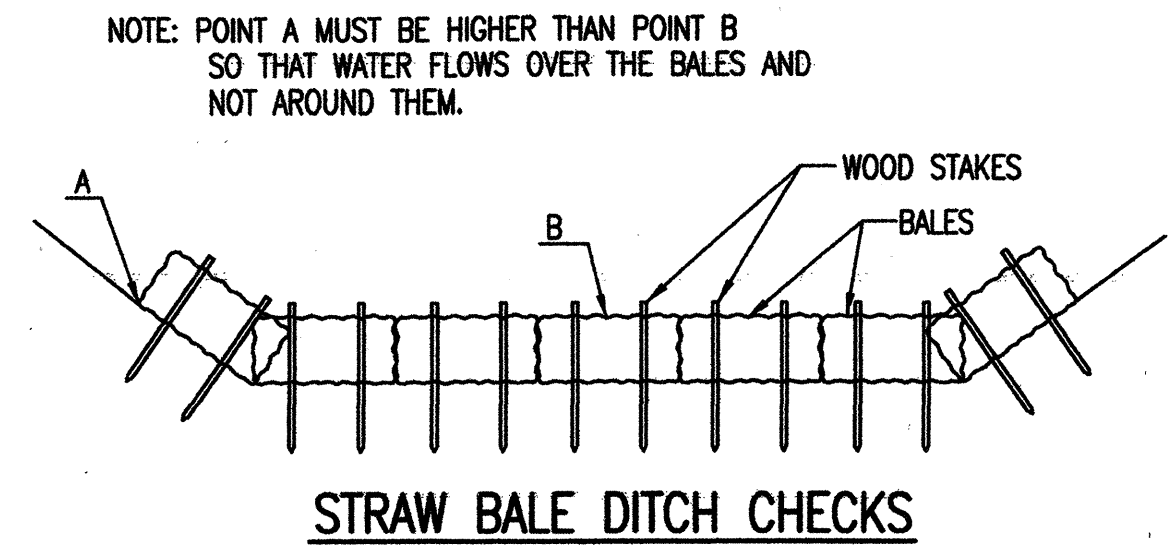 NOTE: POINT A MUST BE HIGHER THAN POINT B
SO THAT WATER FLOWS OVER THE BALES AND
NOT AROUND THEM.
WOOD STAKES
A
B
BALES
STRAW BALE DITCH CHECKS